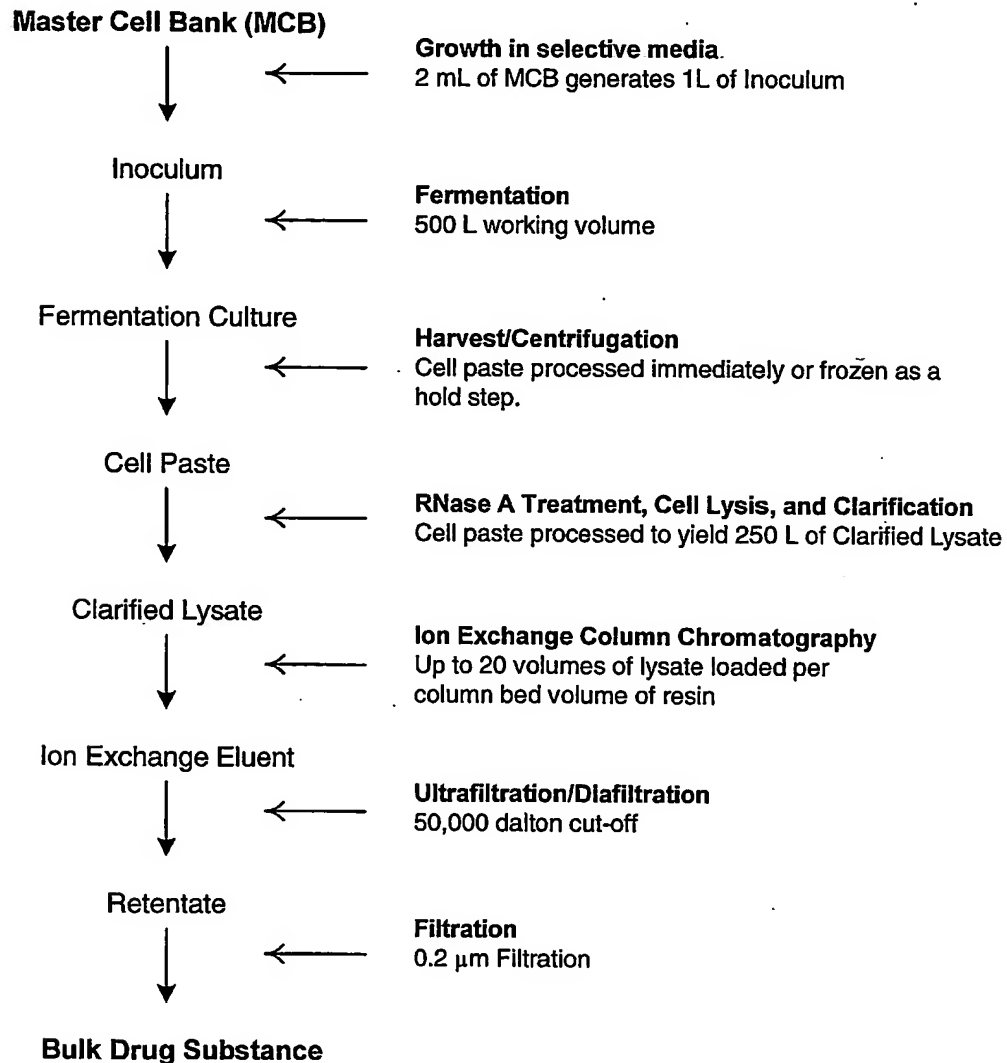 Master Cell Bank (MCB)
Growth in selective media.
2 mL of MCB generates 1L of Inoculum
Inoculum
Fermentation
500 L working volume
Fermentation Culture
Harvest/Centrifugation
Cell paste processed immediately or frozen as a
hold step.
Cell Paste
RNase A Treatment, Cell Lysis, and Clarification
Cell paste processed to yield 250 L of Clarified Lysate
Clarified Lysate
Ion Exchange Column Chromatography
Up to 20 volumes of lysate loaded per
column bed volume of resin
Ion Exchange Eluent
Ultrafiltration/Diafiltration
50,000 dalton cut-off
Retentate
Filtration
0.2 μm Filtration
Bulk Drug Substance